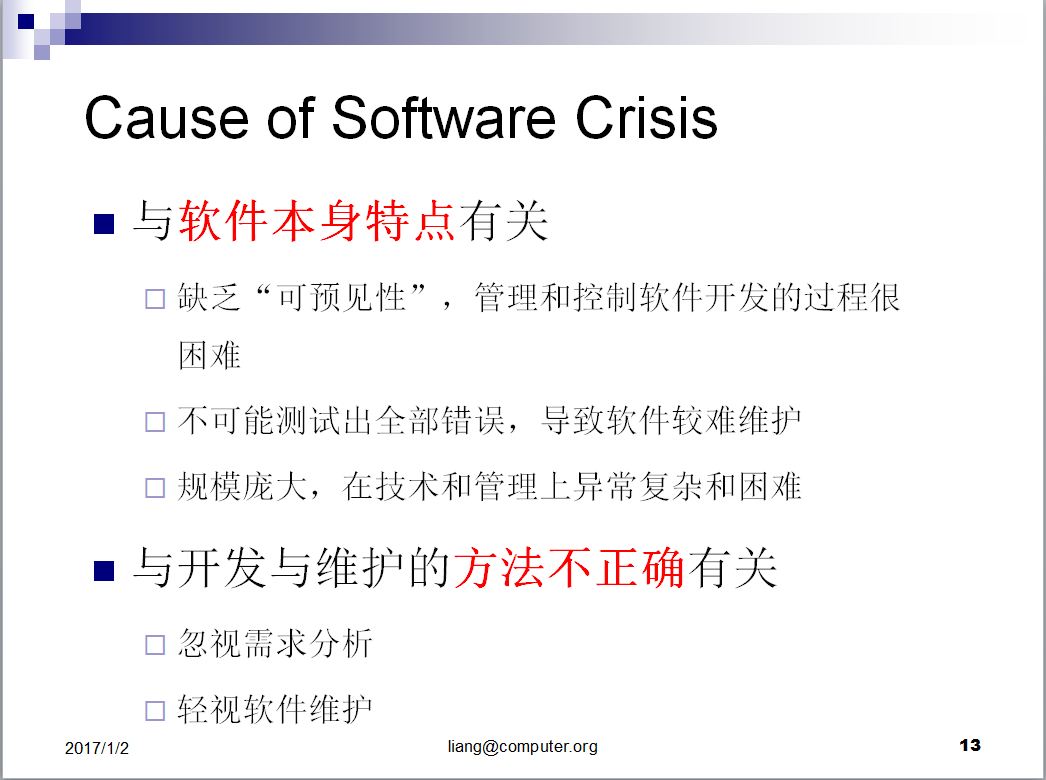 Cause of Software Crisis
与软件本身特点有关
缺乏“可预见性”，管理和控制软件开发的过程很
困难
不可能测试出全部错误，导致软件较难维护
规模庞大，在技术和管理上异常复杂和困难
与开发与维护的方法不正确有关
忽视需求分析
轻视软件维护
2017/1/2
liang@computer.org
13